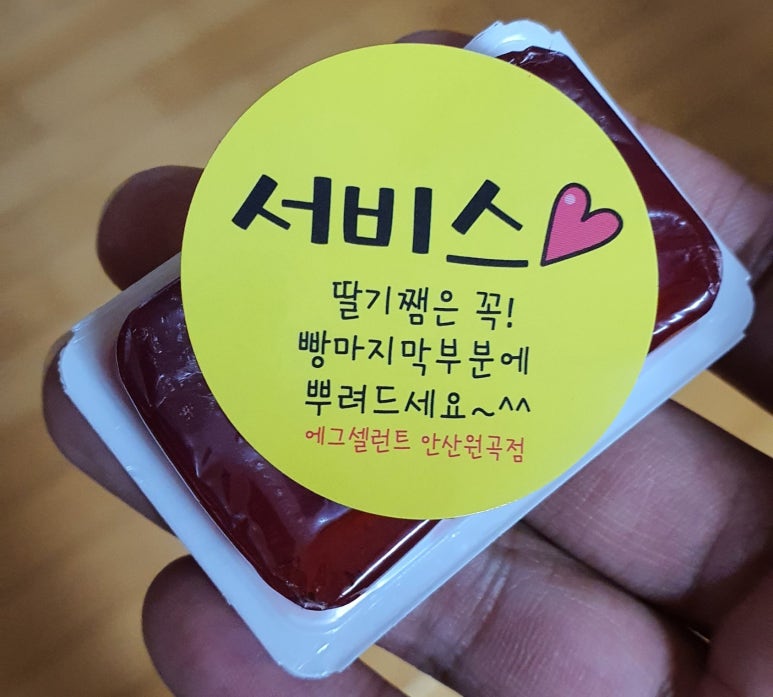 서비스
딸기쨈은 꼭!
빵마지막부분에
뿌려드세요~^^
에그셀런트 안산원곡점